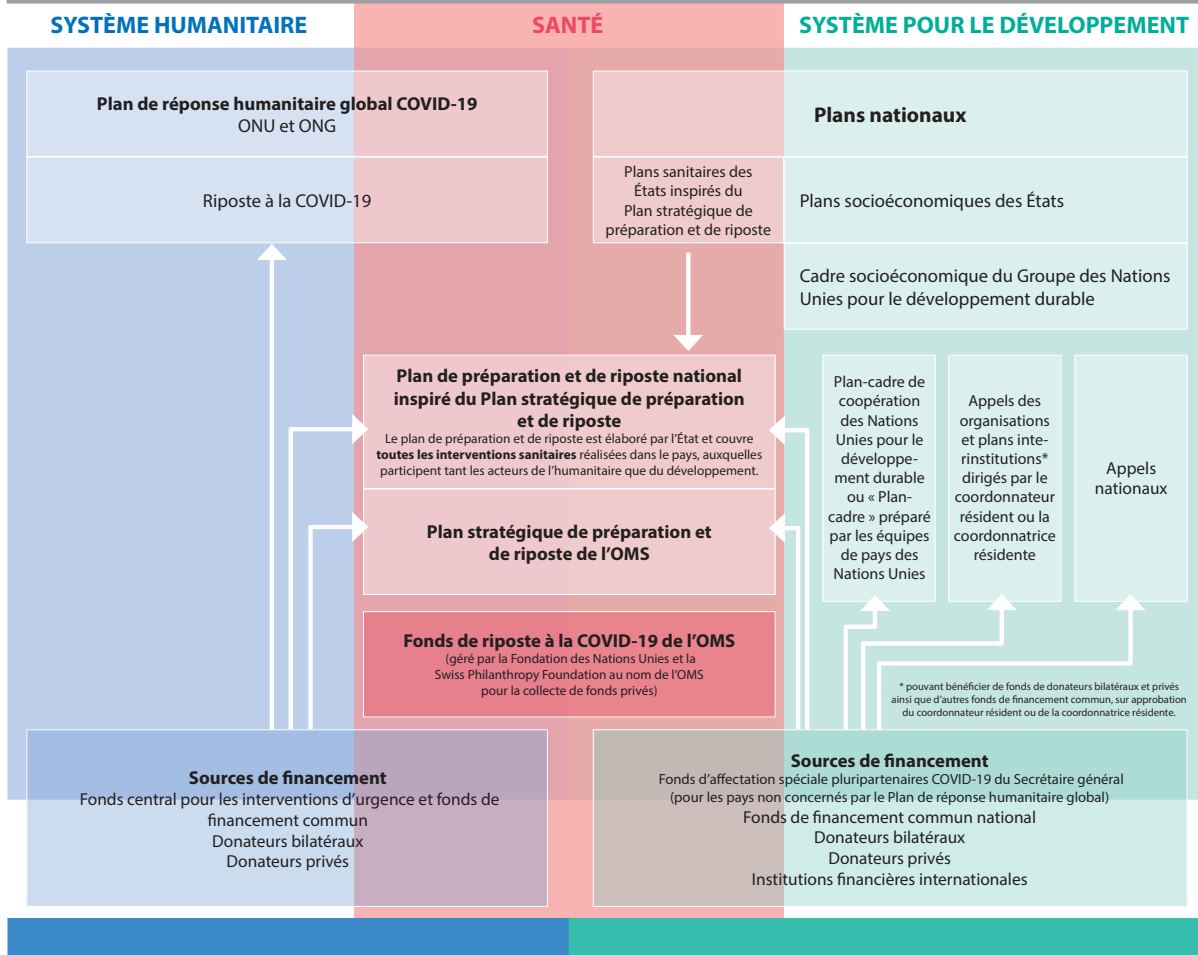 SYSTÈME HUMANITAIRE
SANTÉ
SYSTÈME POUR LE DÉVELOPPEMENT
Plan de réponse humanitaire global COVID-19
ONU et ONG
Riposte à la COVID-19
Plans nationaux
Plans sanitaires des
États inspirés du
Plan stratégique de
préparation et de riposte
Plans socioéconomiques des États
Cadre socioéconomique du Groupe des Nations
Unies pour le développement durable
Plan de préparation et de riposte national
inspiré du Plan stratégique de préparation
et de riposte
Le plan de préparation et de riposte est élaboré par l’État et couvre
toutes les interventions sanitaires réalisées dans le pays, auxquelles
participent tant les acteurs de l’humanitaire que du développement.
Plan stratégique de préparation et
de riposte de l’OMS
Fonds de riposte à la COVID-19 de l’OMS
(géré par la Fondation des Nations Unies et la
Swiss Philanthropy Foundation au nom de l’OMS
pour la collecte de fonds privés)
Plan-cadre de
coopération
des Nations
Unies pour le
développe-
ment durable
ou « Plan-
cadre » préparé
par les équipes
de pays des
Nations Unies
Appels des
organisations
et plans inter-
institutions*
dirigés par le
coordonnateur
résident ou la
coordonnatrice
résidente
Appels
nationaux
* pouvant bénéficier de fonds de donateurs bilatéraux et privés
ainsi que d’autres fonds de financement commun, sur approbation
du coordonnateur résident ou de la coordonnatrice résidente.
Sources de financement
Fonds central pour les interventions d’urgence et fonds de
financement commun
Donateurs bilatéraux
Donateurs privés
Sources de financement
Fonds d’affectation spéciale pluripartenaires COVID-19 du Secrétaire général
(pour les pays non concernés par le Plan de réponse humanitaire global)
Fonds de financement commun national
Donateurs bilatéraux
Donateurs privés
Institutions financières internationales